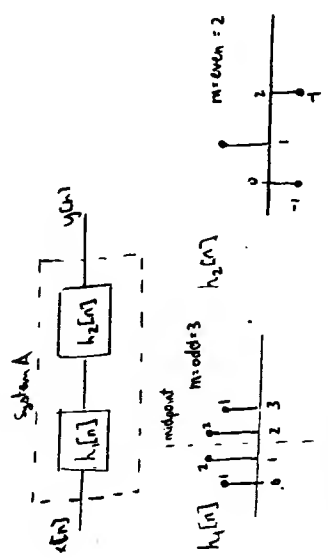 System A
x[n] h₁[n] h₂[n] y[n]
h₁[n] midpoint m=odd=3
1 2 2 1
0 1 2 3
h₂[n] m=even=2
0 1 2
-1 -1